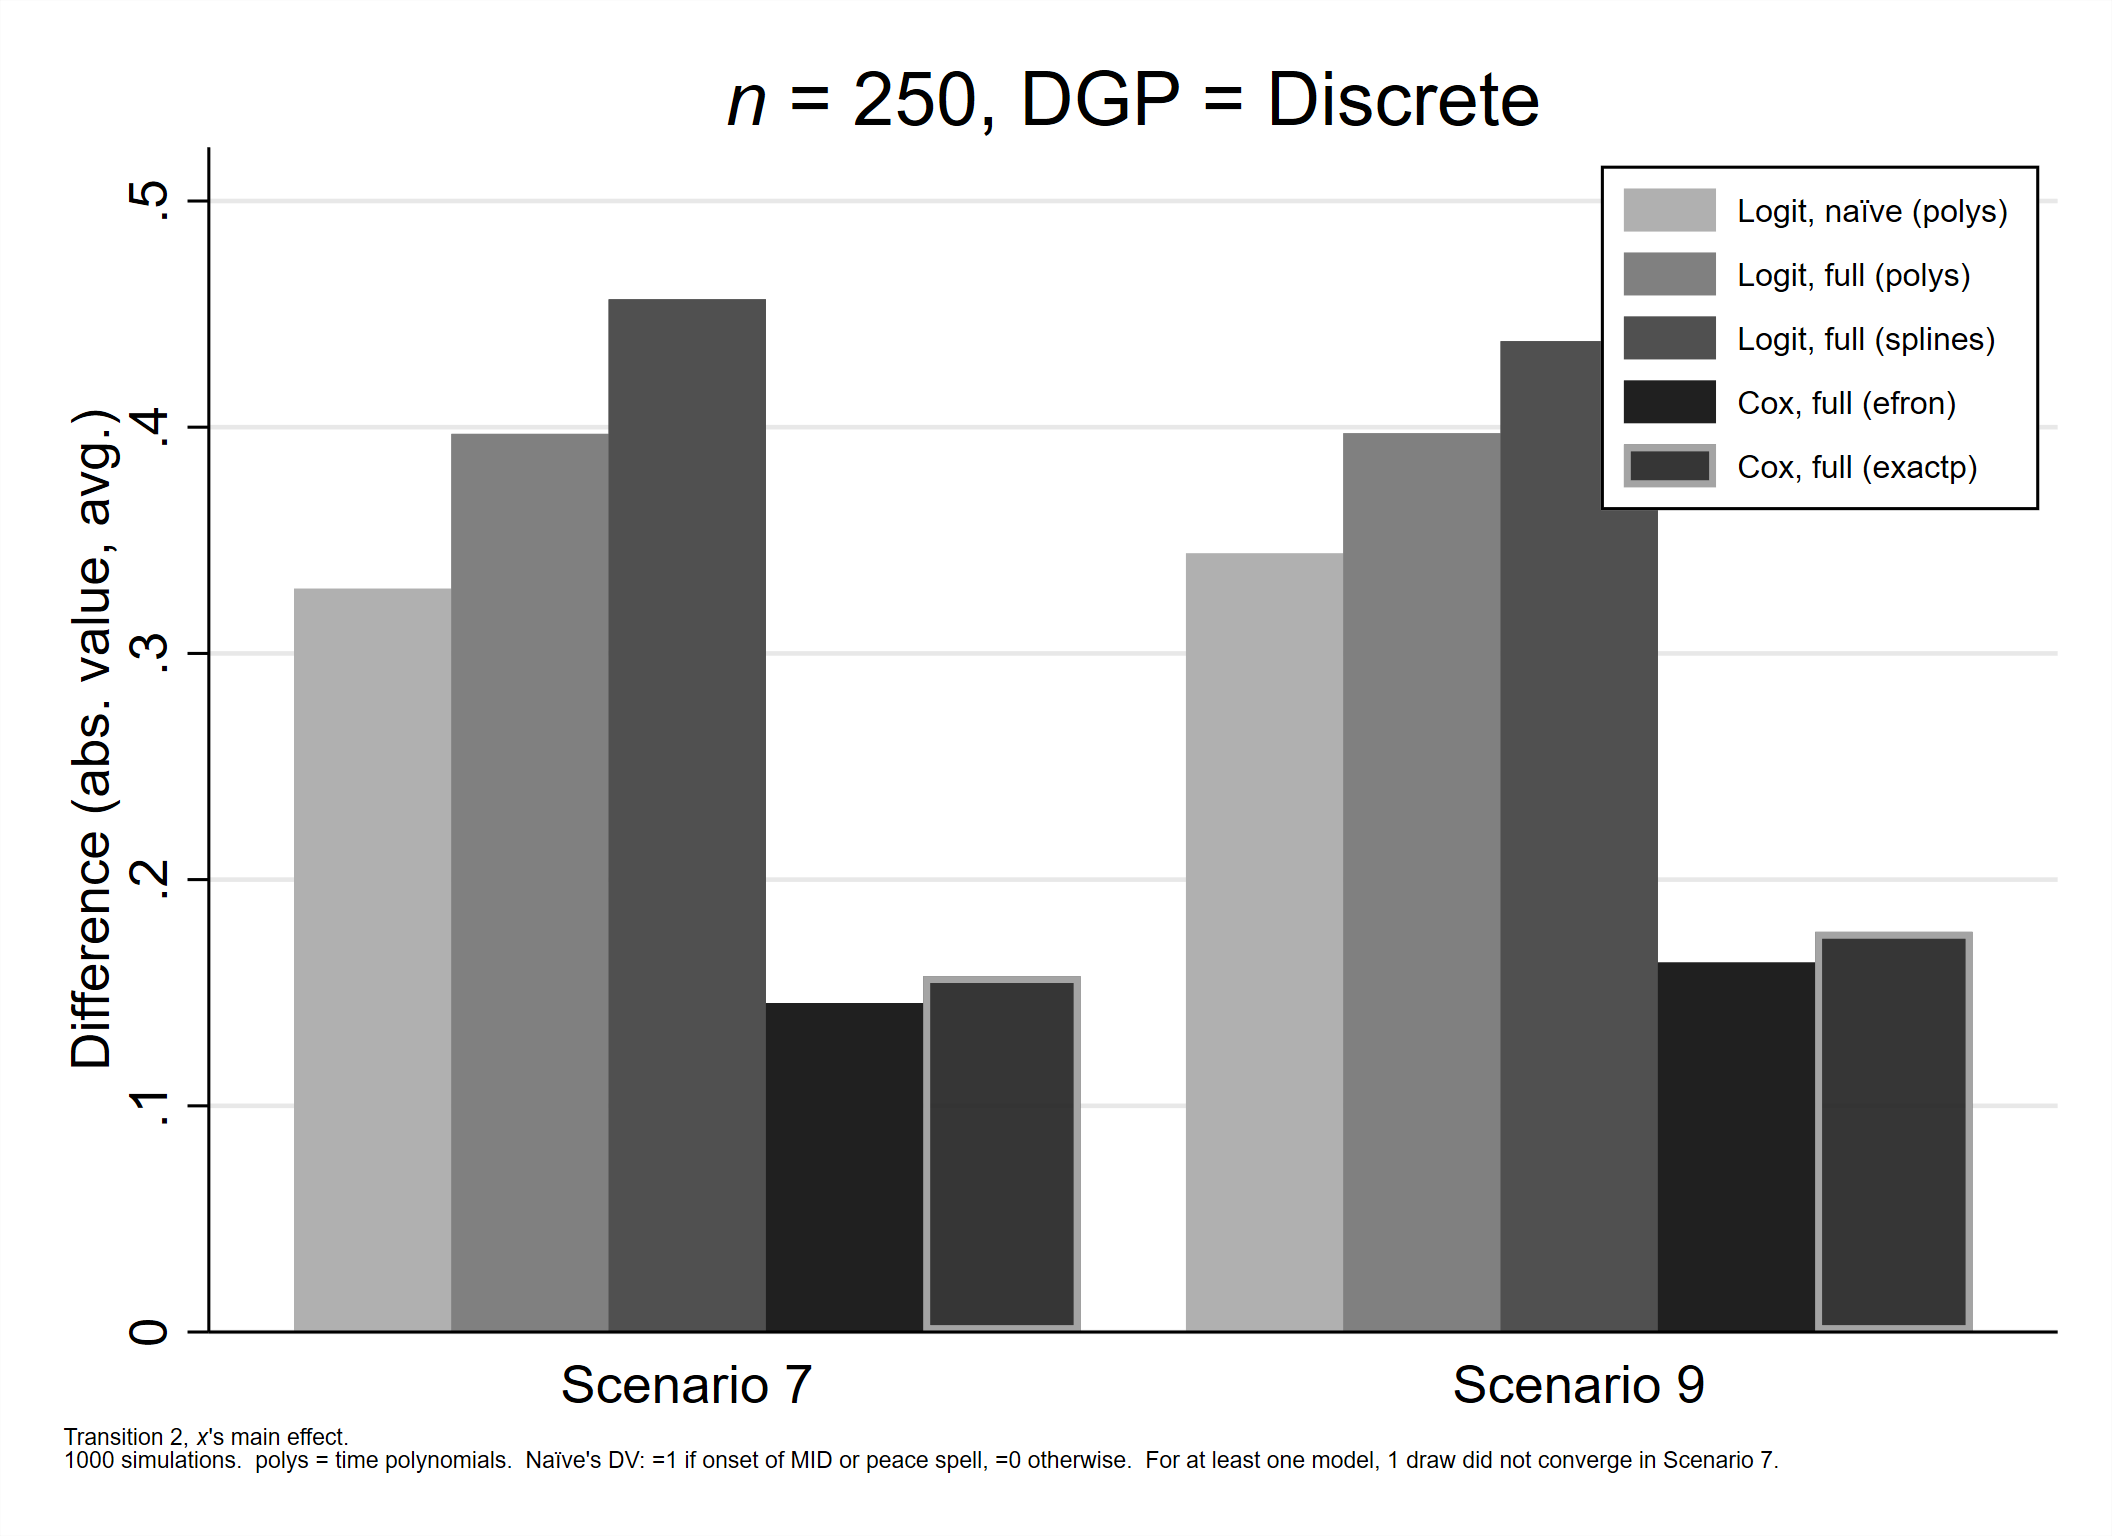 n = 250, DGP = Discrete
Difference (abs. value, avg.)
.5
.4
.3
.2
.1
0
Logit, naïve (polys)
Logit, full (polys)
Logit, full (splines)
Cox, full (efron)
Cox, full (exactp)
Scenario 7
Scenario 9
Transition 2, x's main effect.
1000 simulations.  polys = time polynomials.  Naïve's DV: =1 if onset of MID or peace spell, =0 otherwise.  For at least one model, 1 draw did not converge in Scenario 7.